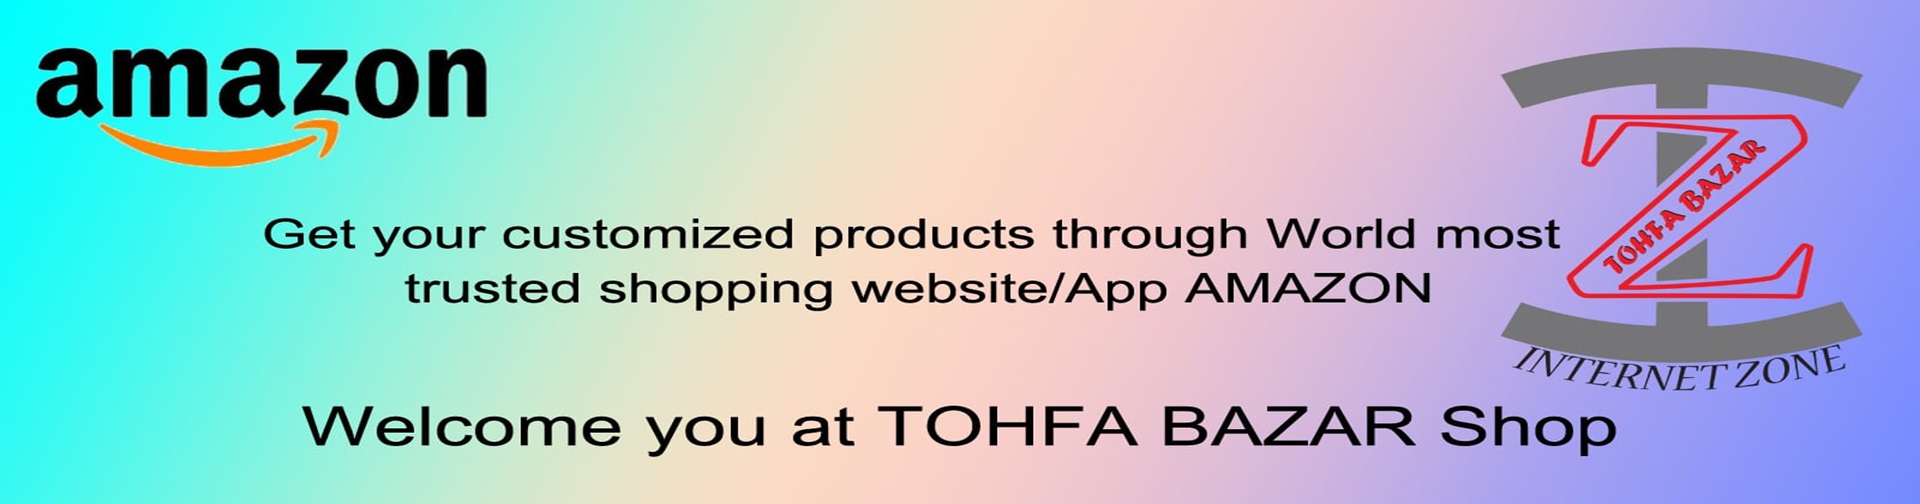 amazon
TOHFA BAZAR
Get your customized products through World most
trusted shopping website/App AMAZON
INTERNET ZONE
Welcome you at TOHFA BAZAR Shop